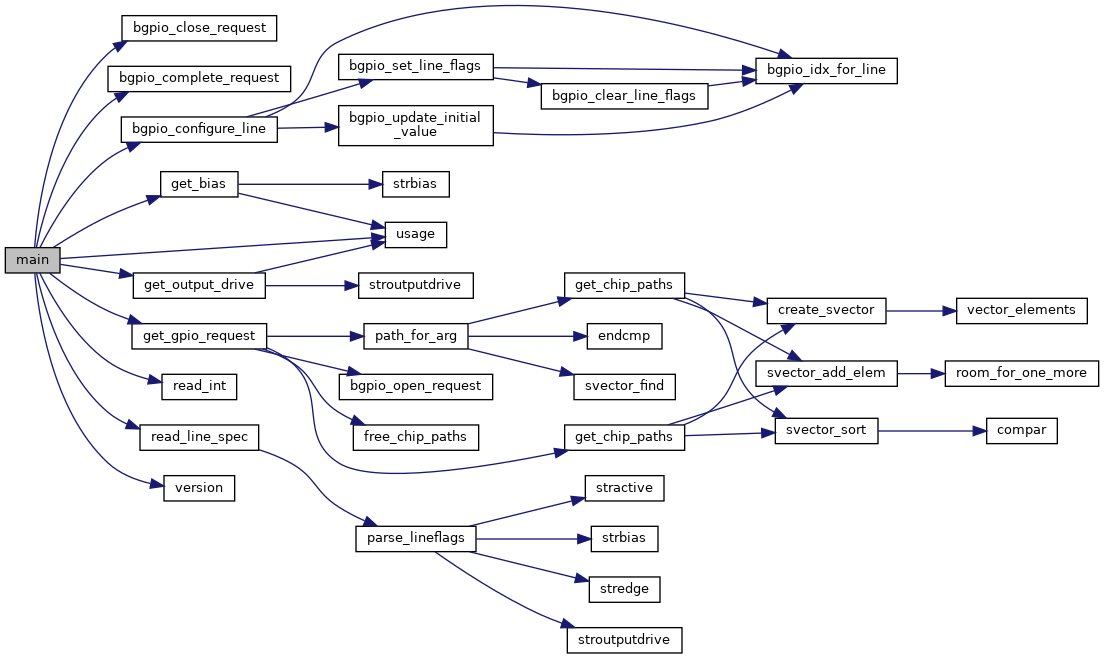 main
bgpio_close_request
bgpio_complete_request
bgpio_configure_line
get_bias
usage
get_output_drive
get_gpio_request
read_int
read_line_spec
version
bgpio_set_line_flags
bgpio_update_initial
_value
bgpio_clear_line_flags
bgpio_idx_for_line
strbias
stroutputdrive
path_for_arg
bgpio_open_request
free_chip_paths
get_chip_paths
endcmp
svector_find
get_chip_paths
create_svector
svector_add_elem
svector_sort
vector_elements
room_for_one_more
compar
parse_lineflags
stractive
strbias
stredge
stroutputdrive